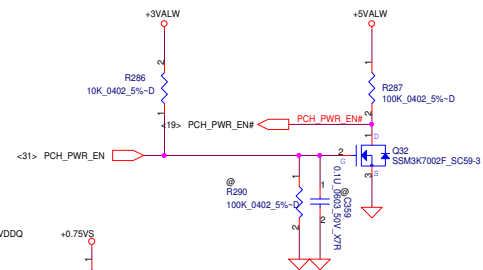 +3VALW
+5VALW
2
R286
10K_0402_5%~D
1
1
R287
100K_0402_5%~D
2
<19> PCH_PWR_EN#
PCH_PWR_EN#
1
D
Q32
SSM3K7002F_SC59-3
2
G
3
S
<31> PCH_PWR_EN
@
R290
100K_0402_5%~D
1
2
1
2
@
C359
0.1U_0603_50V_X7R
VDDQ
+0.75VS
1